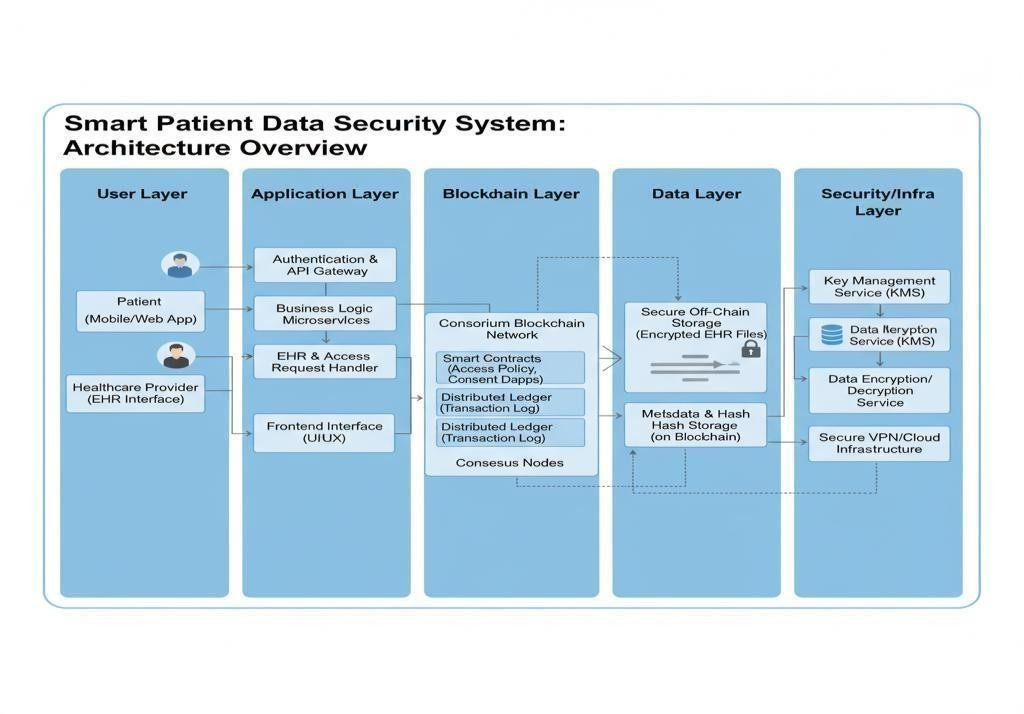 Smart Patient Data Security System:
Architecture Overview
User Layer
Patient
(Mobile/Web App)
Healthcare Provider
(EHR Interface)
Application Layer
Authentication &
API Gateway
Business Logic
Microservices
EHR & Access
Request Handler
Frontend Interface
(UIUX)
Blockchain Layer
Consorium Blockchain
Network
Smart Contracts
(Access Policy,
Consent Dapps)
Distributed Ledger
(Transaction Log)
Distributed Ledger
(Transaction Log)
Consesus Nodes
Data Layer
Secure Off-Chain
Storage
(Encrypted EHR Files)
Metsdata & Hash
Hash Storage
(on Blockchain)
Security/Infra
Layer
Key Management
Service (KMS)
Data
Service (KMS)
Data Encryption/
Decryption
Service
Secure VPN/Cloud
Infrastructure